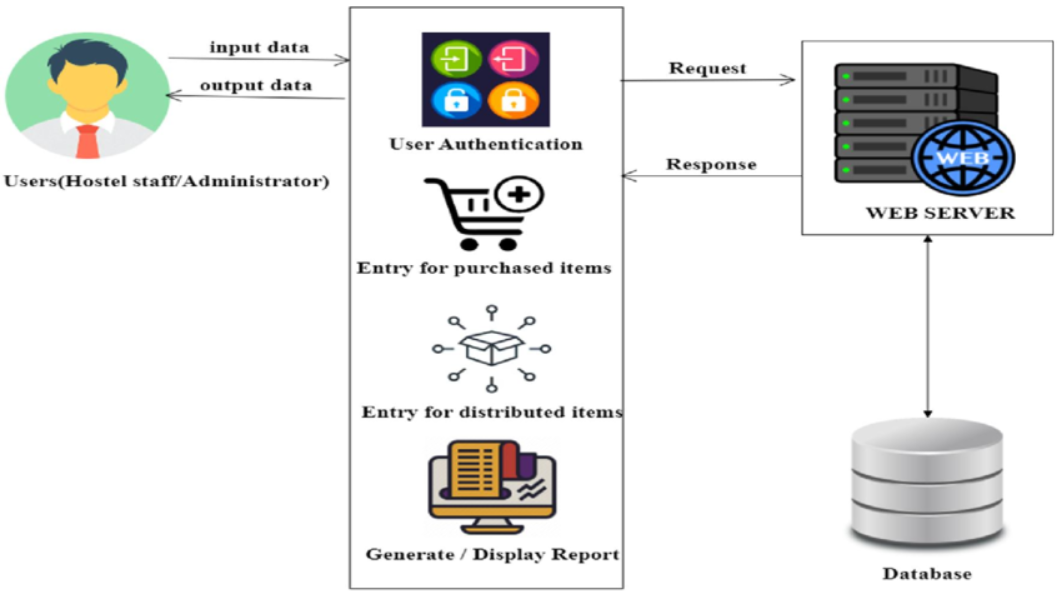 input data
output data
Users(Hostel staff/Administrator)
User Authentication
Entry for purchased items
Entry for distributed items
Generate / Display Report
Request
Response
WEB
WEB SERVER
Database